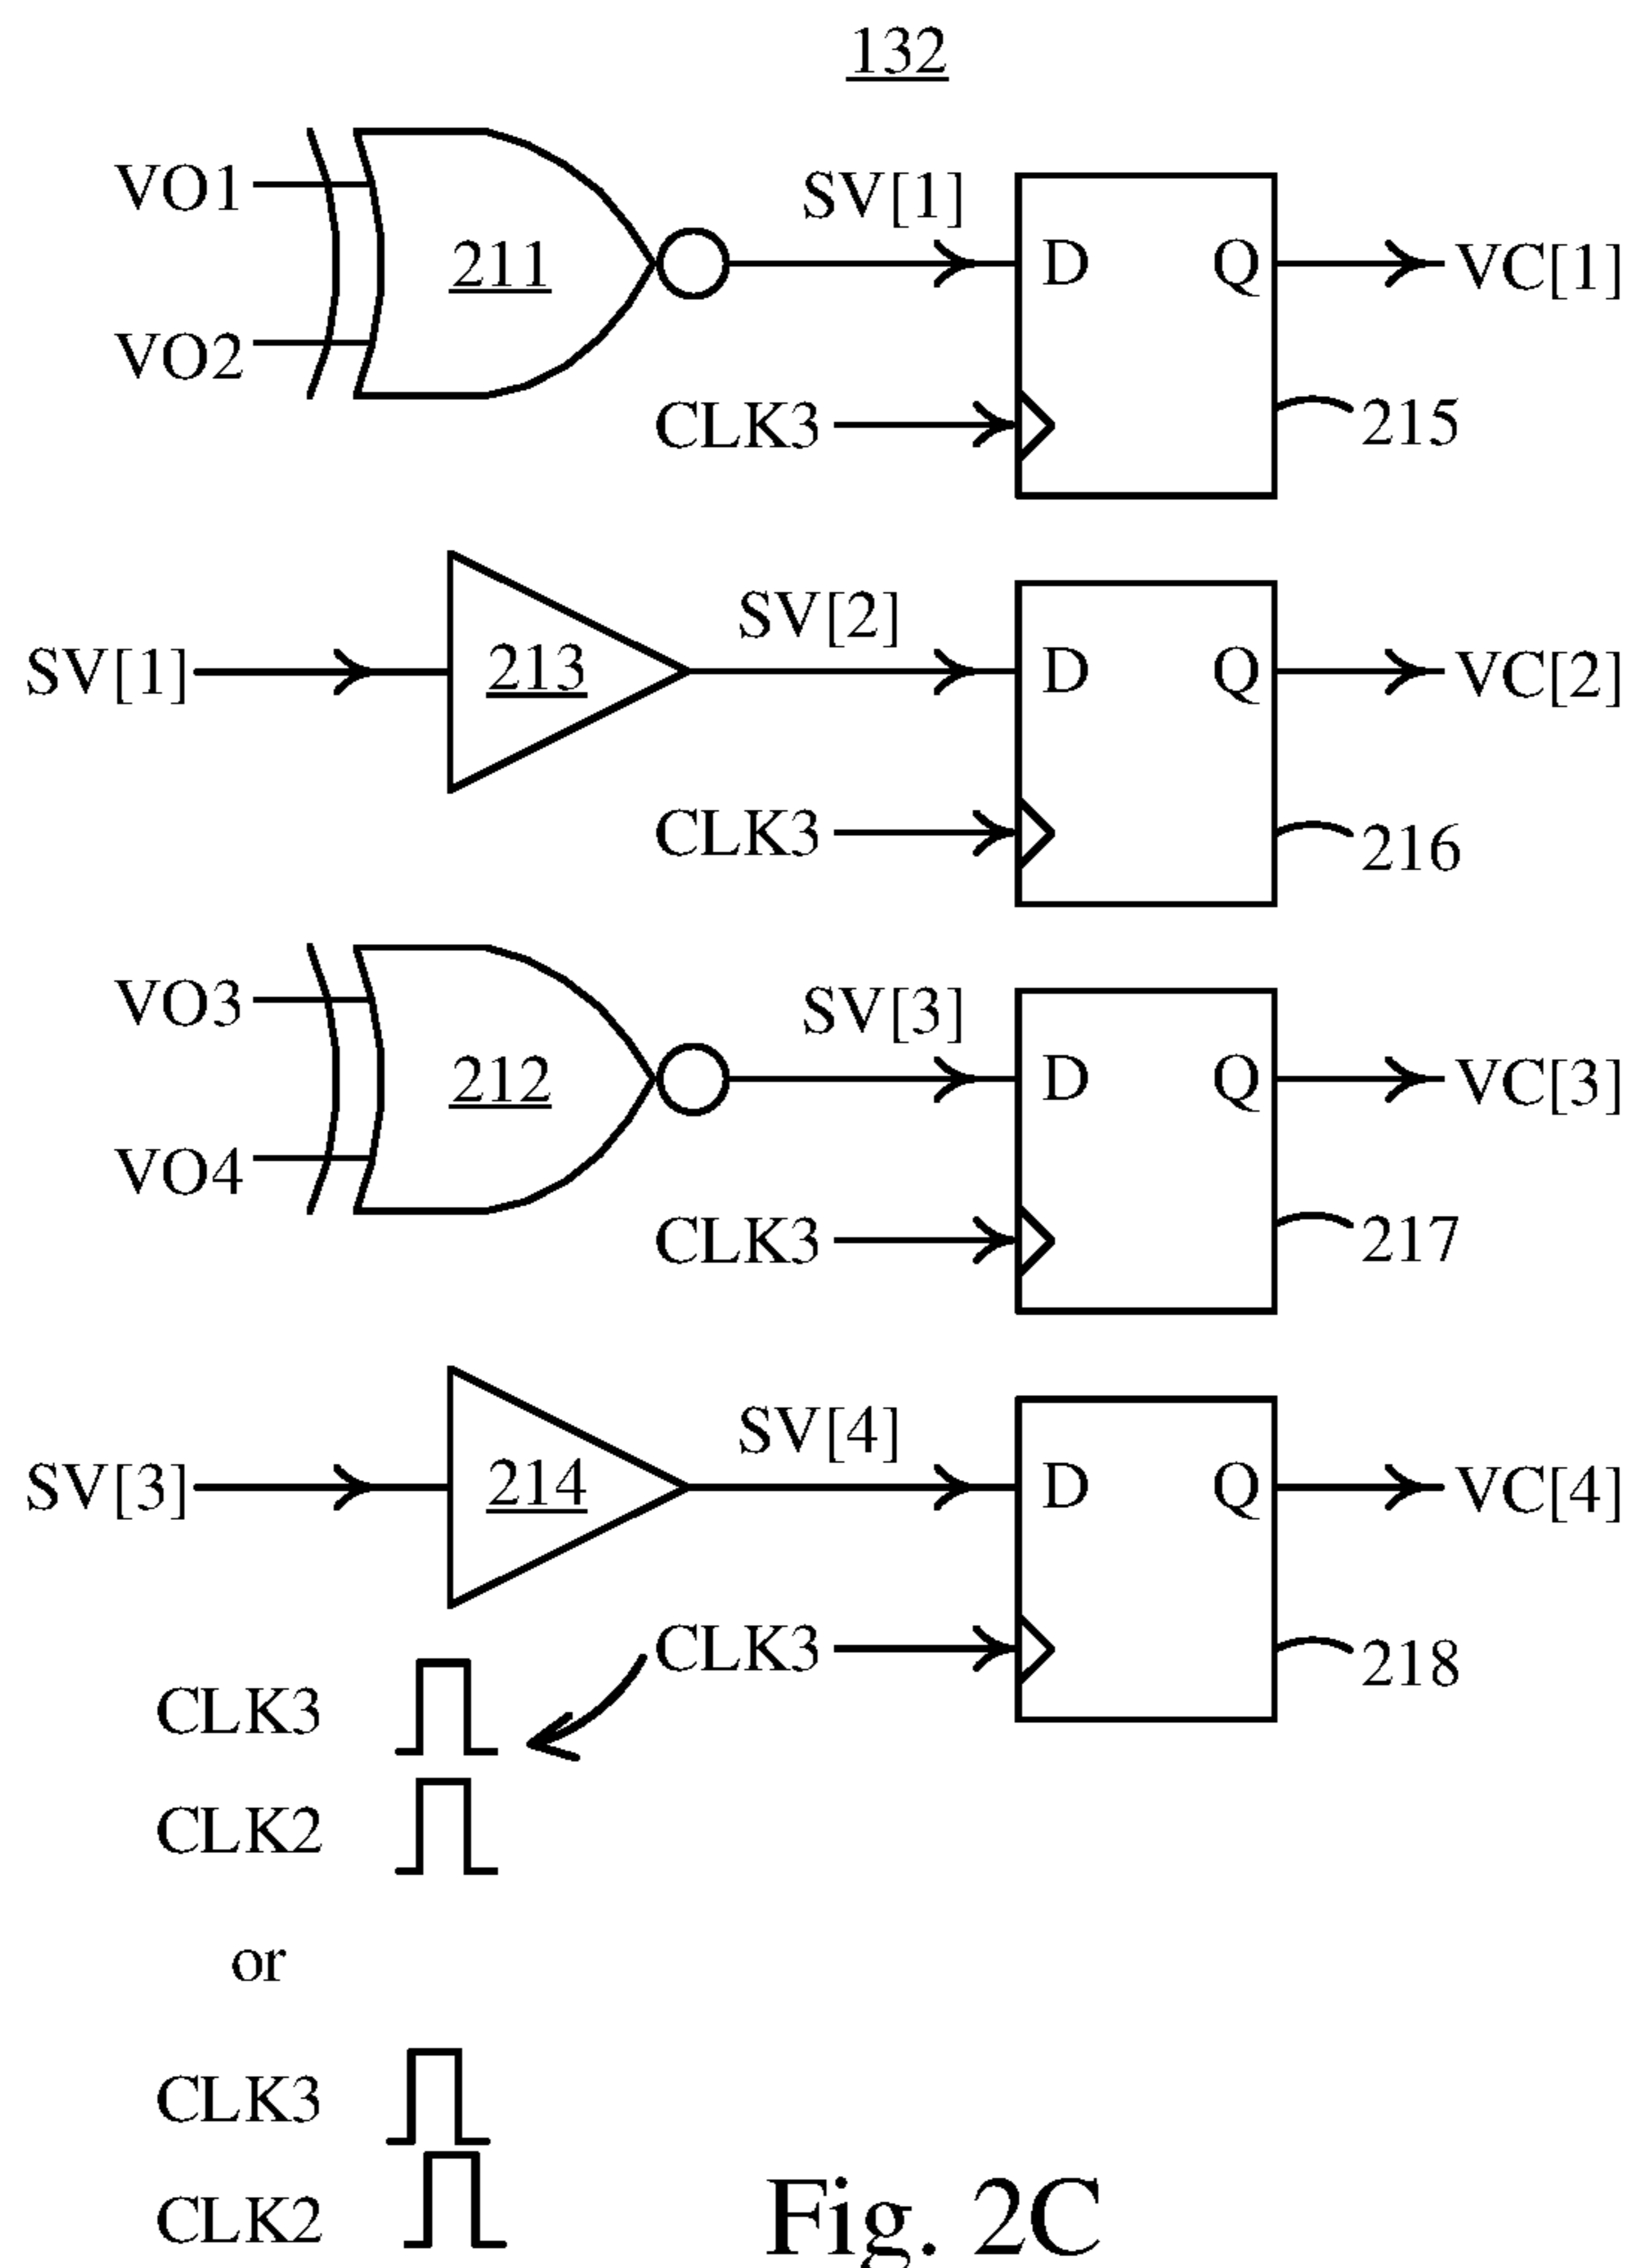 132
VO1
VO2
211
SV[1]
D
Q
VC[1]
CLK3
215
SV[1]
213
SV[2]
D
Q
VC[2]
CLK3
216
VO3
VO4
212
SV[3]
D
Q
VC[3]
CLK3
217
SV[3]
214
SV[4]
D
Q
VC[4]
CLK3
218
CLK3
CLK2
or
CLK3
CLK2
Fig. 2C